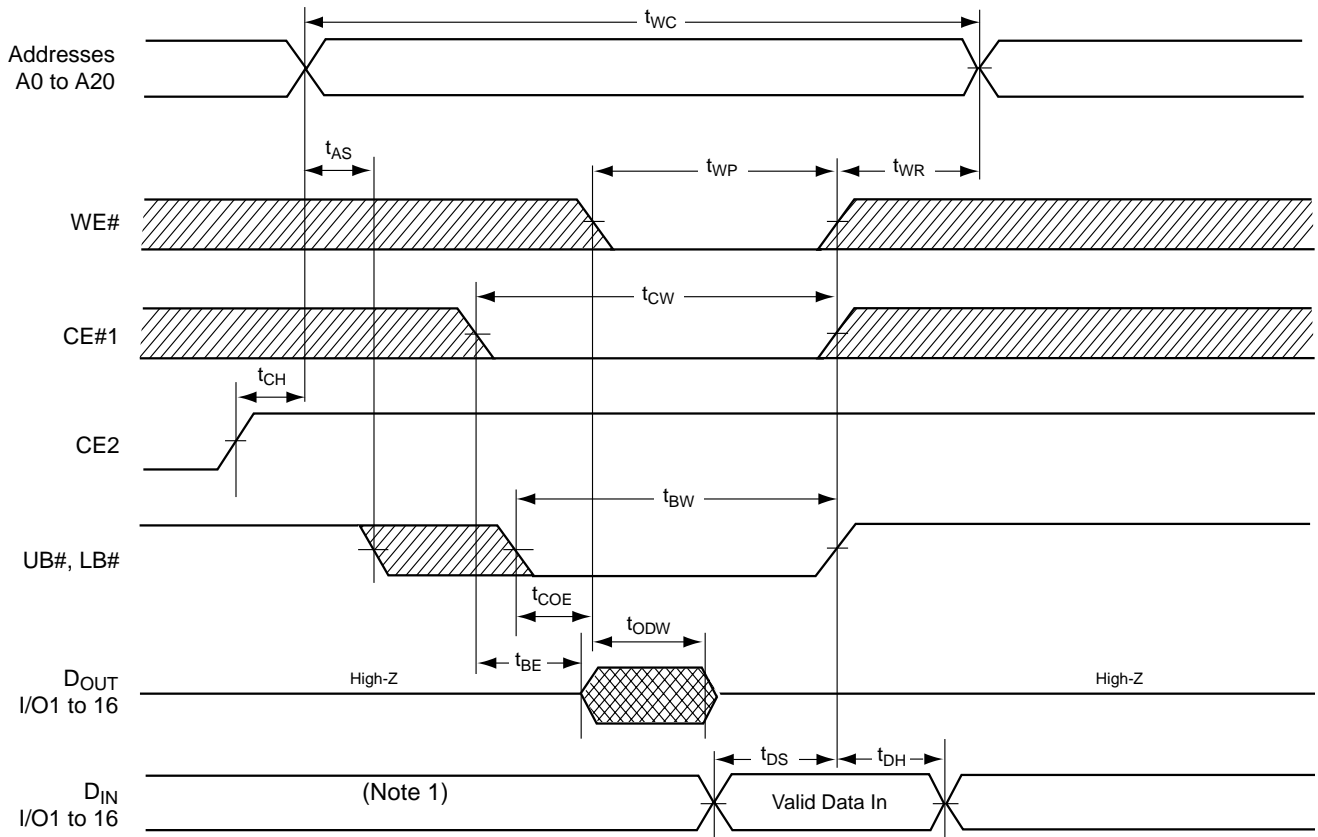 tWC
Addresses
A0 to A20
tAS
tWP
tWR
WE#
tCW
CE#1
tCH
CE2
tBW
UB#, LB#
tCOE
tODW
tBE
DOUT
I/O1 to 16
High-Z
High-Z
tDS
tDH
DIN
I/O1 to 16
(Note 1)
Valid Data In